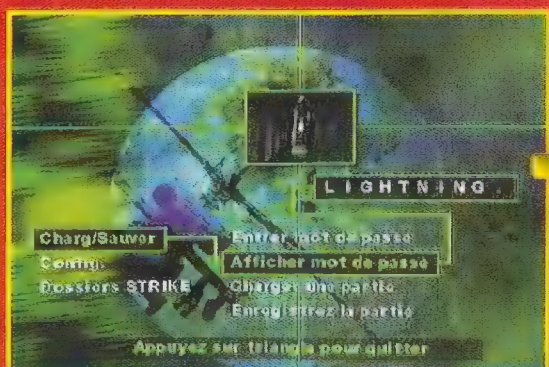 LIGHTNING.
Charg/Sauver
Config.
Dossiers STRIKE
Entrer mot de passe
Afficher mot de passe
Charger une partie
Enregistrez la partie
Appuyez sur triangle pour quitter